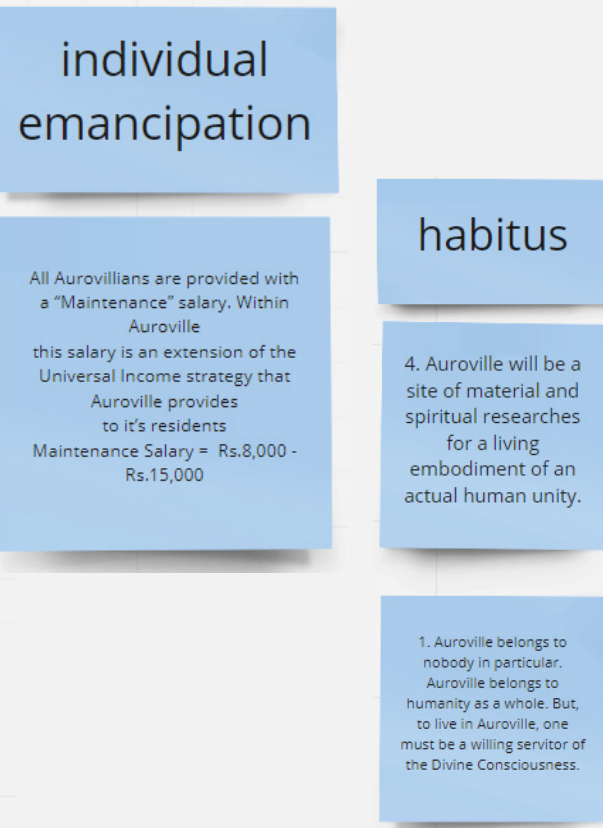 individual
emancipation
All Aurovillians are provided with
a “Maintenance” salary. Within
Auroville
this salary is an extension of the
Universal Income strategy that
Auroville provides
to it’s residents
Maintenance Salary = Rs.8,000 -
Rs.15,000
habitus
4. Auroville will be a
site of material and
spiritual researches
for a living
embodiment of an
actual human unity.
1. Auroville belongs to
nobody in particular.
Auroville belongs to
humanity as a whole. But,
to live in Auroville, one
must be a willing servitor of
the Divine Consciousness.